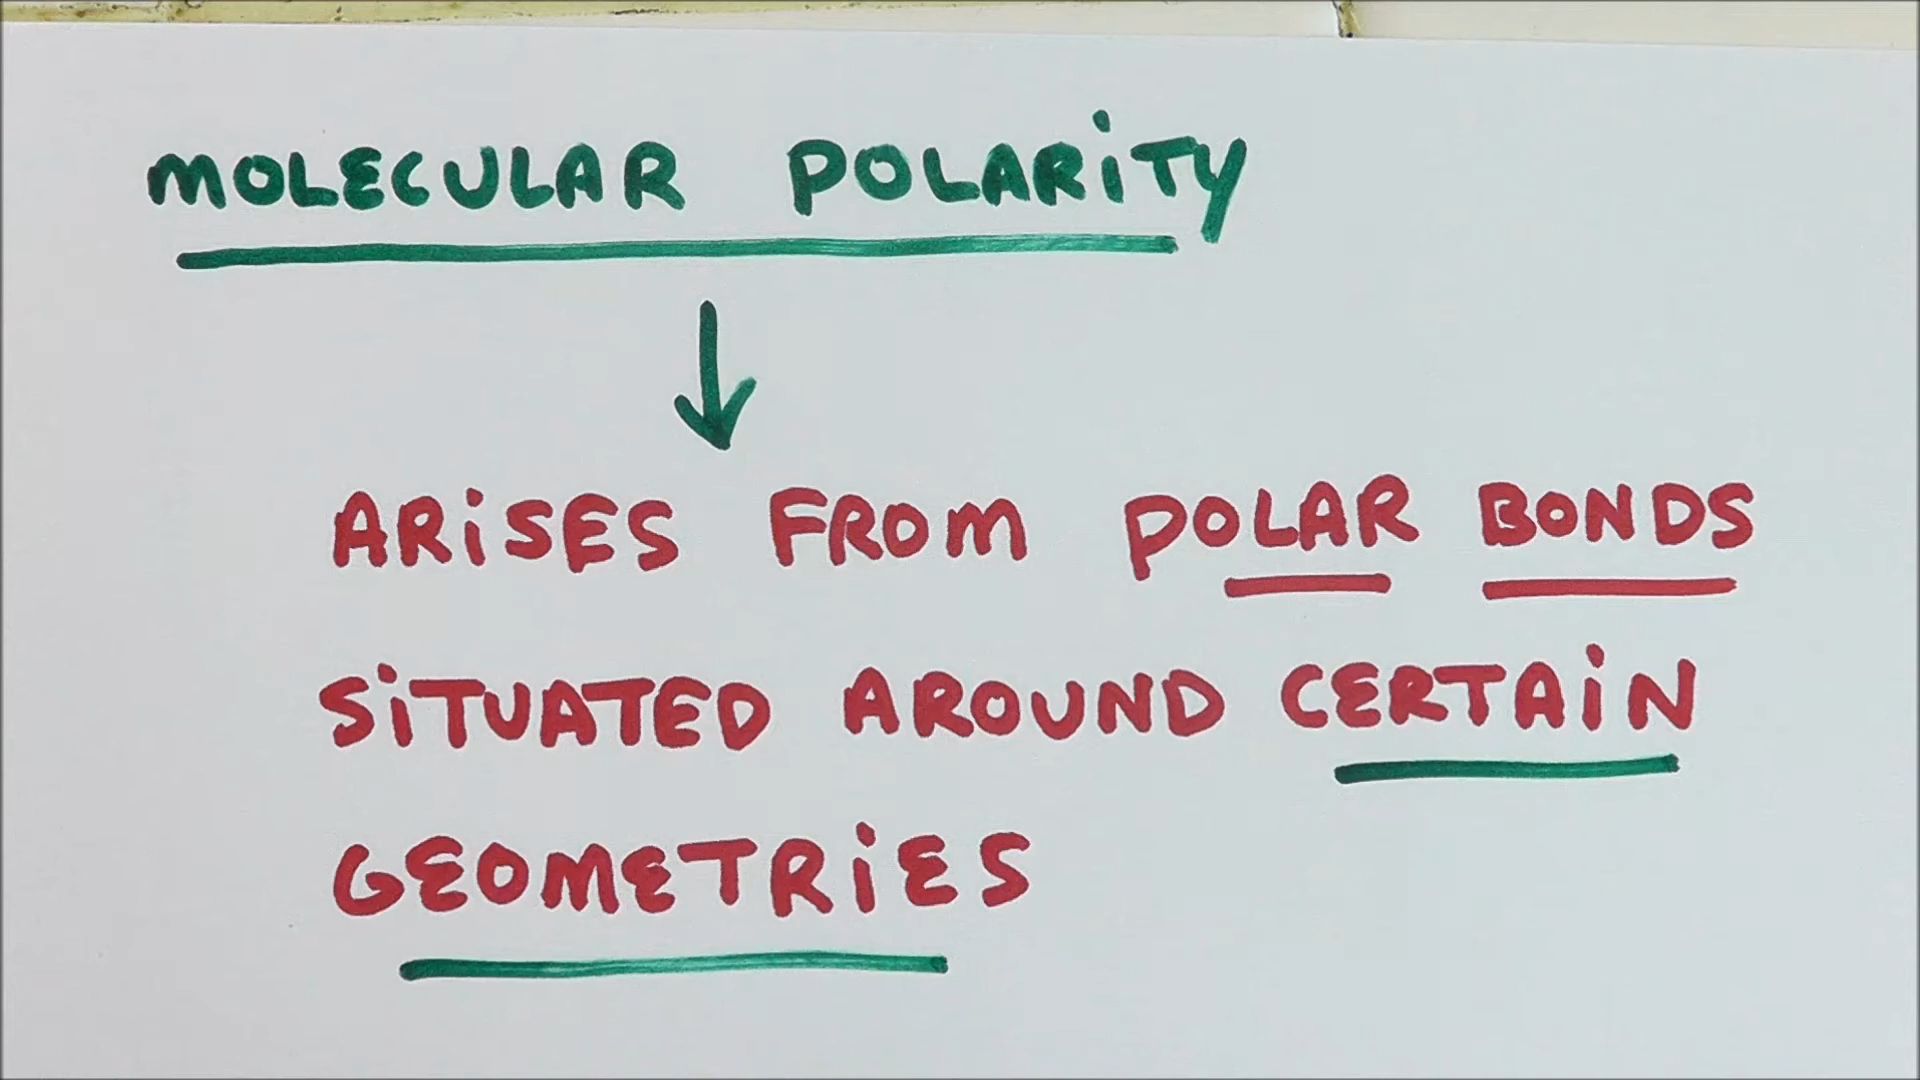 MOLECULAR POLARiTY
ARiSES FROM POLAR BONDS
SiTUATED AROUND CERTAiN
GEOMETRiES